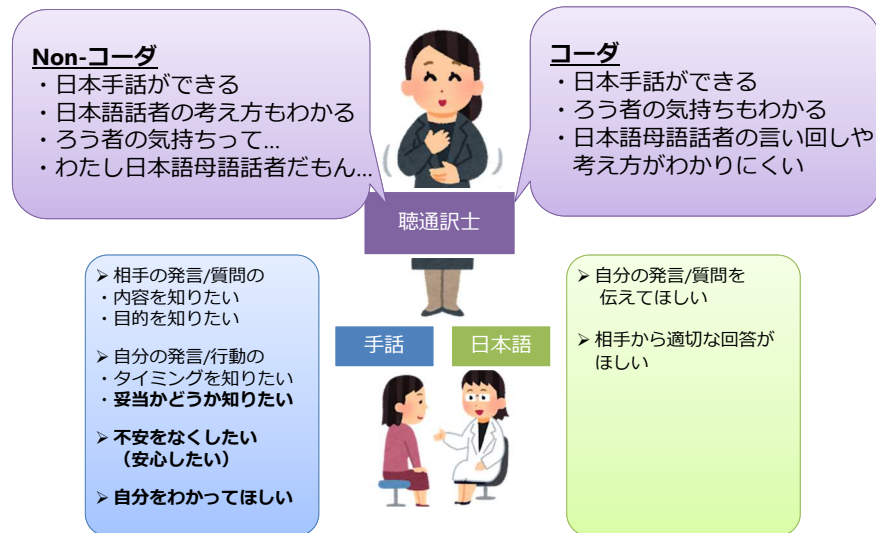 Non-コーダ
・日本手話ができる
・日本語話者の考え方もわかる
・ろう者の気持ちって…
・わたし日本語母語話者だもん…
コーダ
・日本手話ができる
・ろう者の気持ちもわかる
・日本語母語話者の言い回しや
考え方がわかりにくい
聴通訳士
➢ 相手の発言/質問の
・内容を知りたい
・目的を知りたい
➢ 自分の発言/行動の
・タイミングを知りたい
・妥当かどうか知りたい
➢ 不安をなくしたい
（安心したい）
➢ 自分をわかってほしい
手話
日本語
➢ 自分の発言/質問を
伝えてほしい
➢ 相手から適切な回答が
ほしい